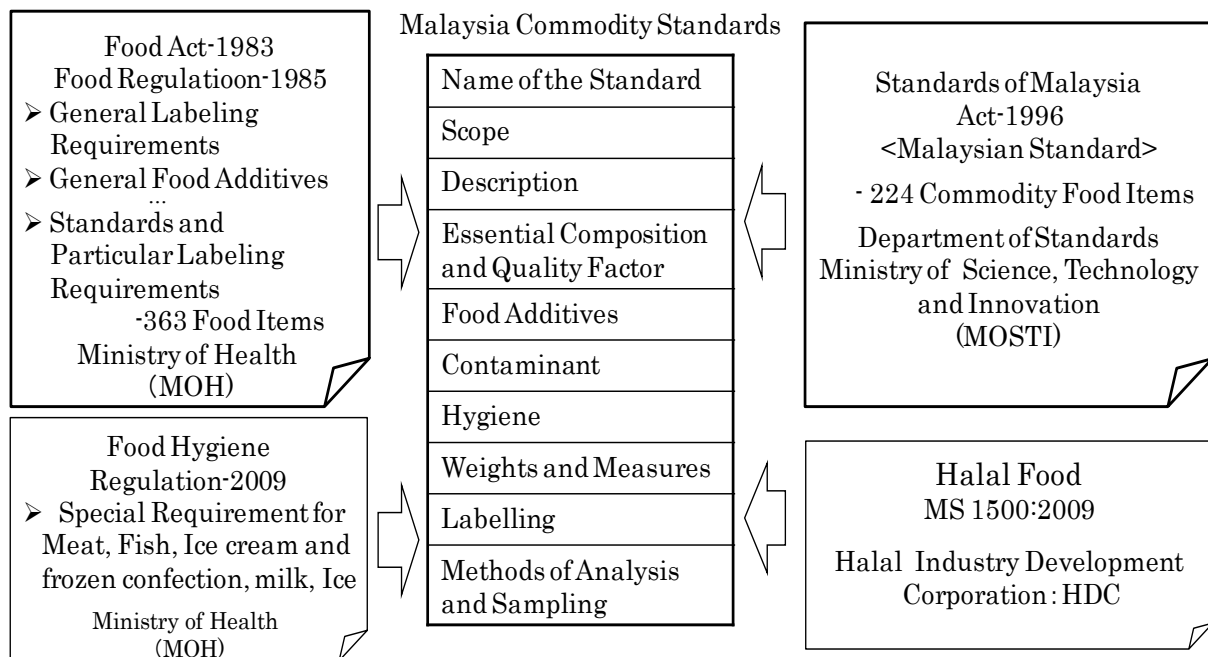 Food Act-1983
Food Regulatioon-1985
➢ General Labeling
Requirements
➢ General Food Additives
…
➢ Standards and
Particular Labeling
Requirements
-363 Food Items
Ministry of Health
(MOH)
Food Hygiene
Regulation-2009
➢ Special Requirement for
Meat, Fish, Ice cream and
frozen confection, milk, Ice
Ministry of Health
(MOH)
Malaysia Commodity Standards
Name of the Standard
Scope
Description
Essential Composition
and Quality Factor
Food Additives
Contaminant
Hygiene
Weights and Measures
Labelling
Methods of Analysis
and Sampling
Standards of Malaysia
Act-1996
<Malaysian Standard>
- 224 Commodity Food Items
Department of Standards
Ministry of Science, Technology
and Innovation
(MOSTI)
Halal Food
MS 1500:2009
Halal Industry Development
Corporation : HDC